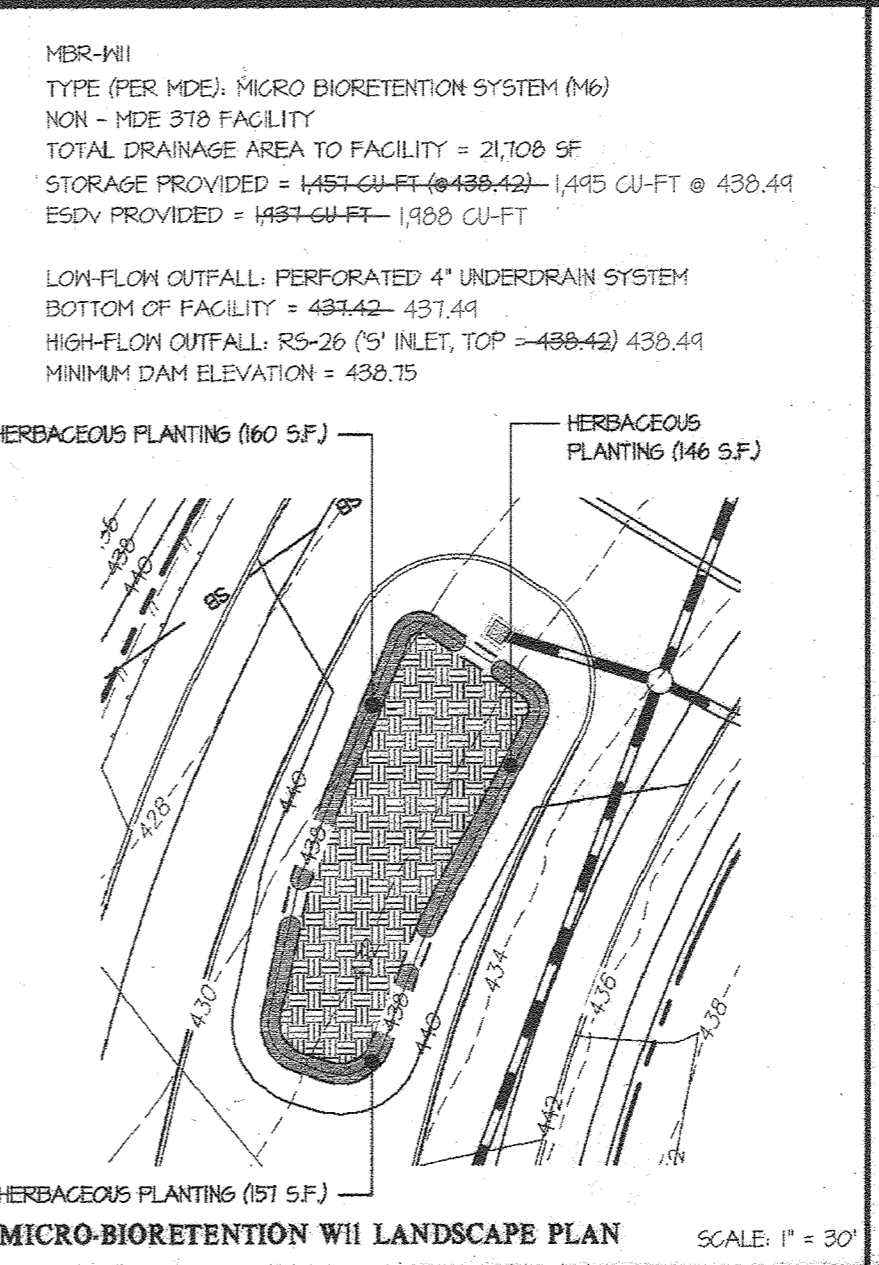 MBR-W11
TYPE (PER MDE): MICRO BIORETENTION SYSTEM (M6)
NON - MDE 378 FACILITY
TOTAL DRAINAGE AREA TO FACILITY = 21,708 SF
STORAGE PROVIDED = 1,457 CU-FT (@438.42) 1,495 CU-FT @ 438.49
ESDv PROVIDED = 1,937 CU-FT 1,988 CU-FT
LOW-FLOW OUTFALL: PERFORATED 4" UNDERDRAIN SYSTEM
BOTTOM OF FACILITY = 437.42 437.49
HIGH-FLOW OUTFALL: RS-26 ('S' INLET, TOP = 438.42) 438.49
MINIMUM DAM ELEVATION = 438.75
HERBACEOUS PLANTING (160 S.F.)
HERBACEOUS
PLANTING (146 S.F.)
SB
438
440
SB
440
428
438
430
438
440
434
436
438
442
HERBACEOUS PLANTING (157 S.F.)
MICRO-BIORETENTION W11 LANDSCAPE PLAN
SCALE: 1" = 30'